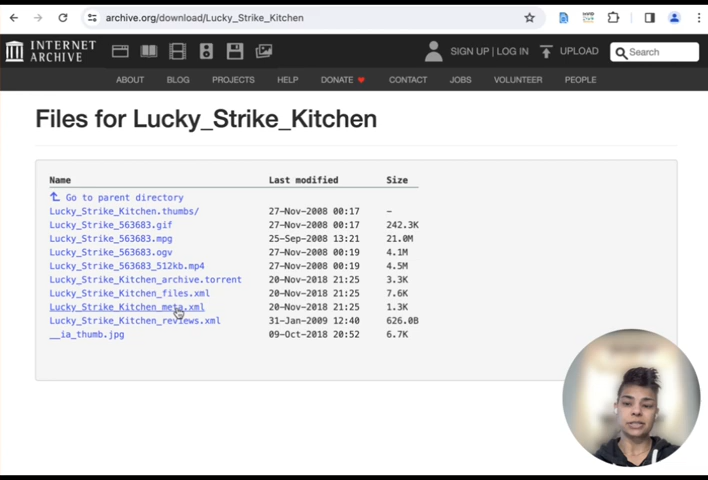 archive.org/download/Lucky_Strike_Kitchen
INTERNET ARCHIVE
SIGN UP | LOG IN
UPLOAD
Search
ABOUT BLOG PROJECTS HELP DONATE CONTACT JOBS VOLUNTEER PEOPLE
Files for Lucky_Strike_Kitchen
Name Last modified Size
Go to parent directory
Lucky_Strike_Kitchen.thumbs/ 27-Nov-2008 00:17 -
Lucky_Strike_563683.gif 27-Nov-2008 00:17 242.3K
Lucky_Strike_563683.mpg 25-Sep-2008 13:21 21.0M
Lucky_Strike_563683.ogv 27-Nov-2008 00:19 4.1M
Lucky_Strike_563683_512kb.mp4 27-Nov-2008 00:19 4.5M
Lucky_Strike_Kitchen_archive.torrent 20-Nov-2018 21:25 3.3K
Lucky_Strike_Kitchen_files.xml 20-Nov-2018 21:25 7.6K
Lucky_Strike_Kitchen_meta.xml 20-Nov-2018 21:25 1.3K
Lucky_Strike_Kitchen_reviews.xml 31-Jan-2009 12:40 626.0B
__ia_thumb.jpg 09-Oct-2018 20:52 6.7K